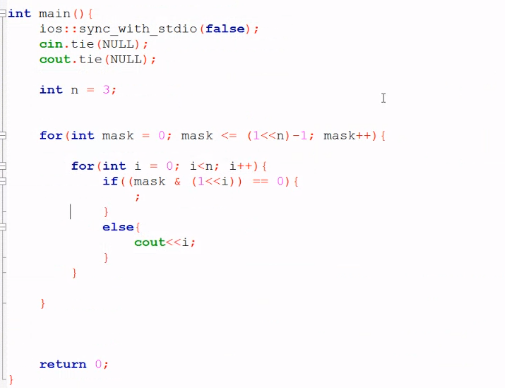 int main(){
    ios::sync_with_stdio(false);
    cin.tie(NULL);
    cout.tie(NULL);
    int n = 3;
    for(int mask = 0; mask <= (1<<n)-1; mask++){
        for(int i = 0; i<n; i++){
            if((mask & (1<<i)) == 0){
                ;
            }
            else{
                cout<<i;
            }
        }
    }
    return 0;
}